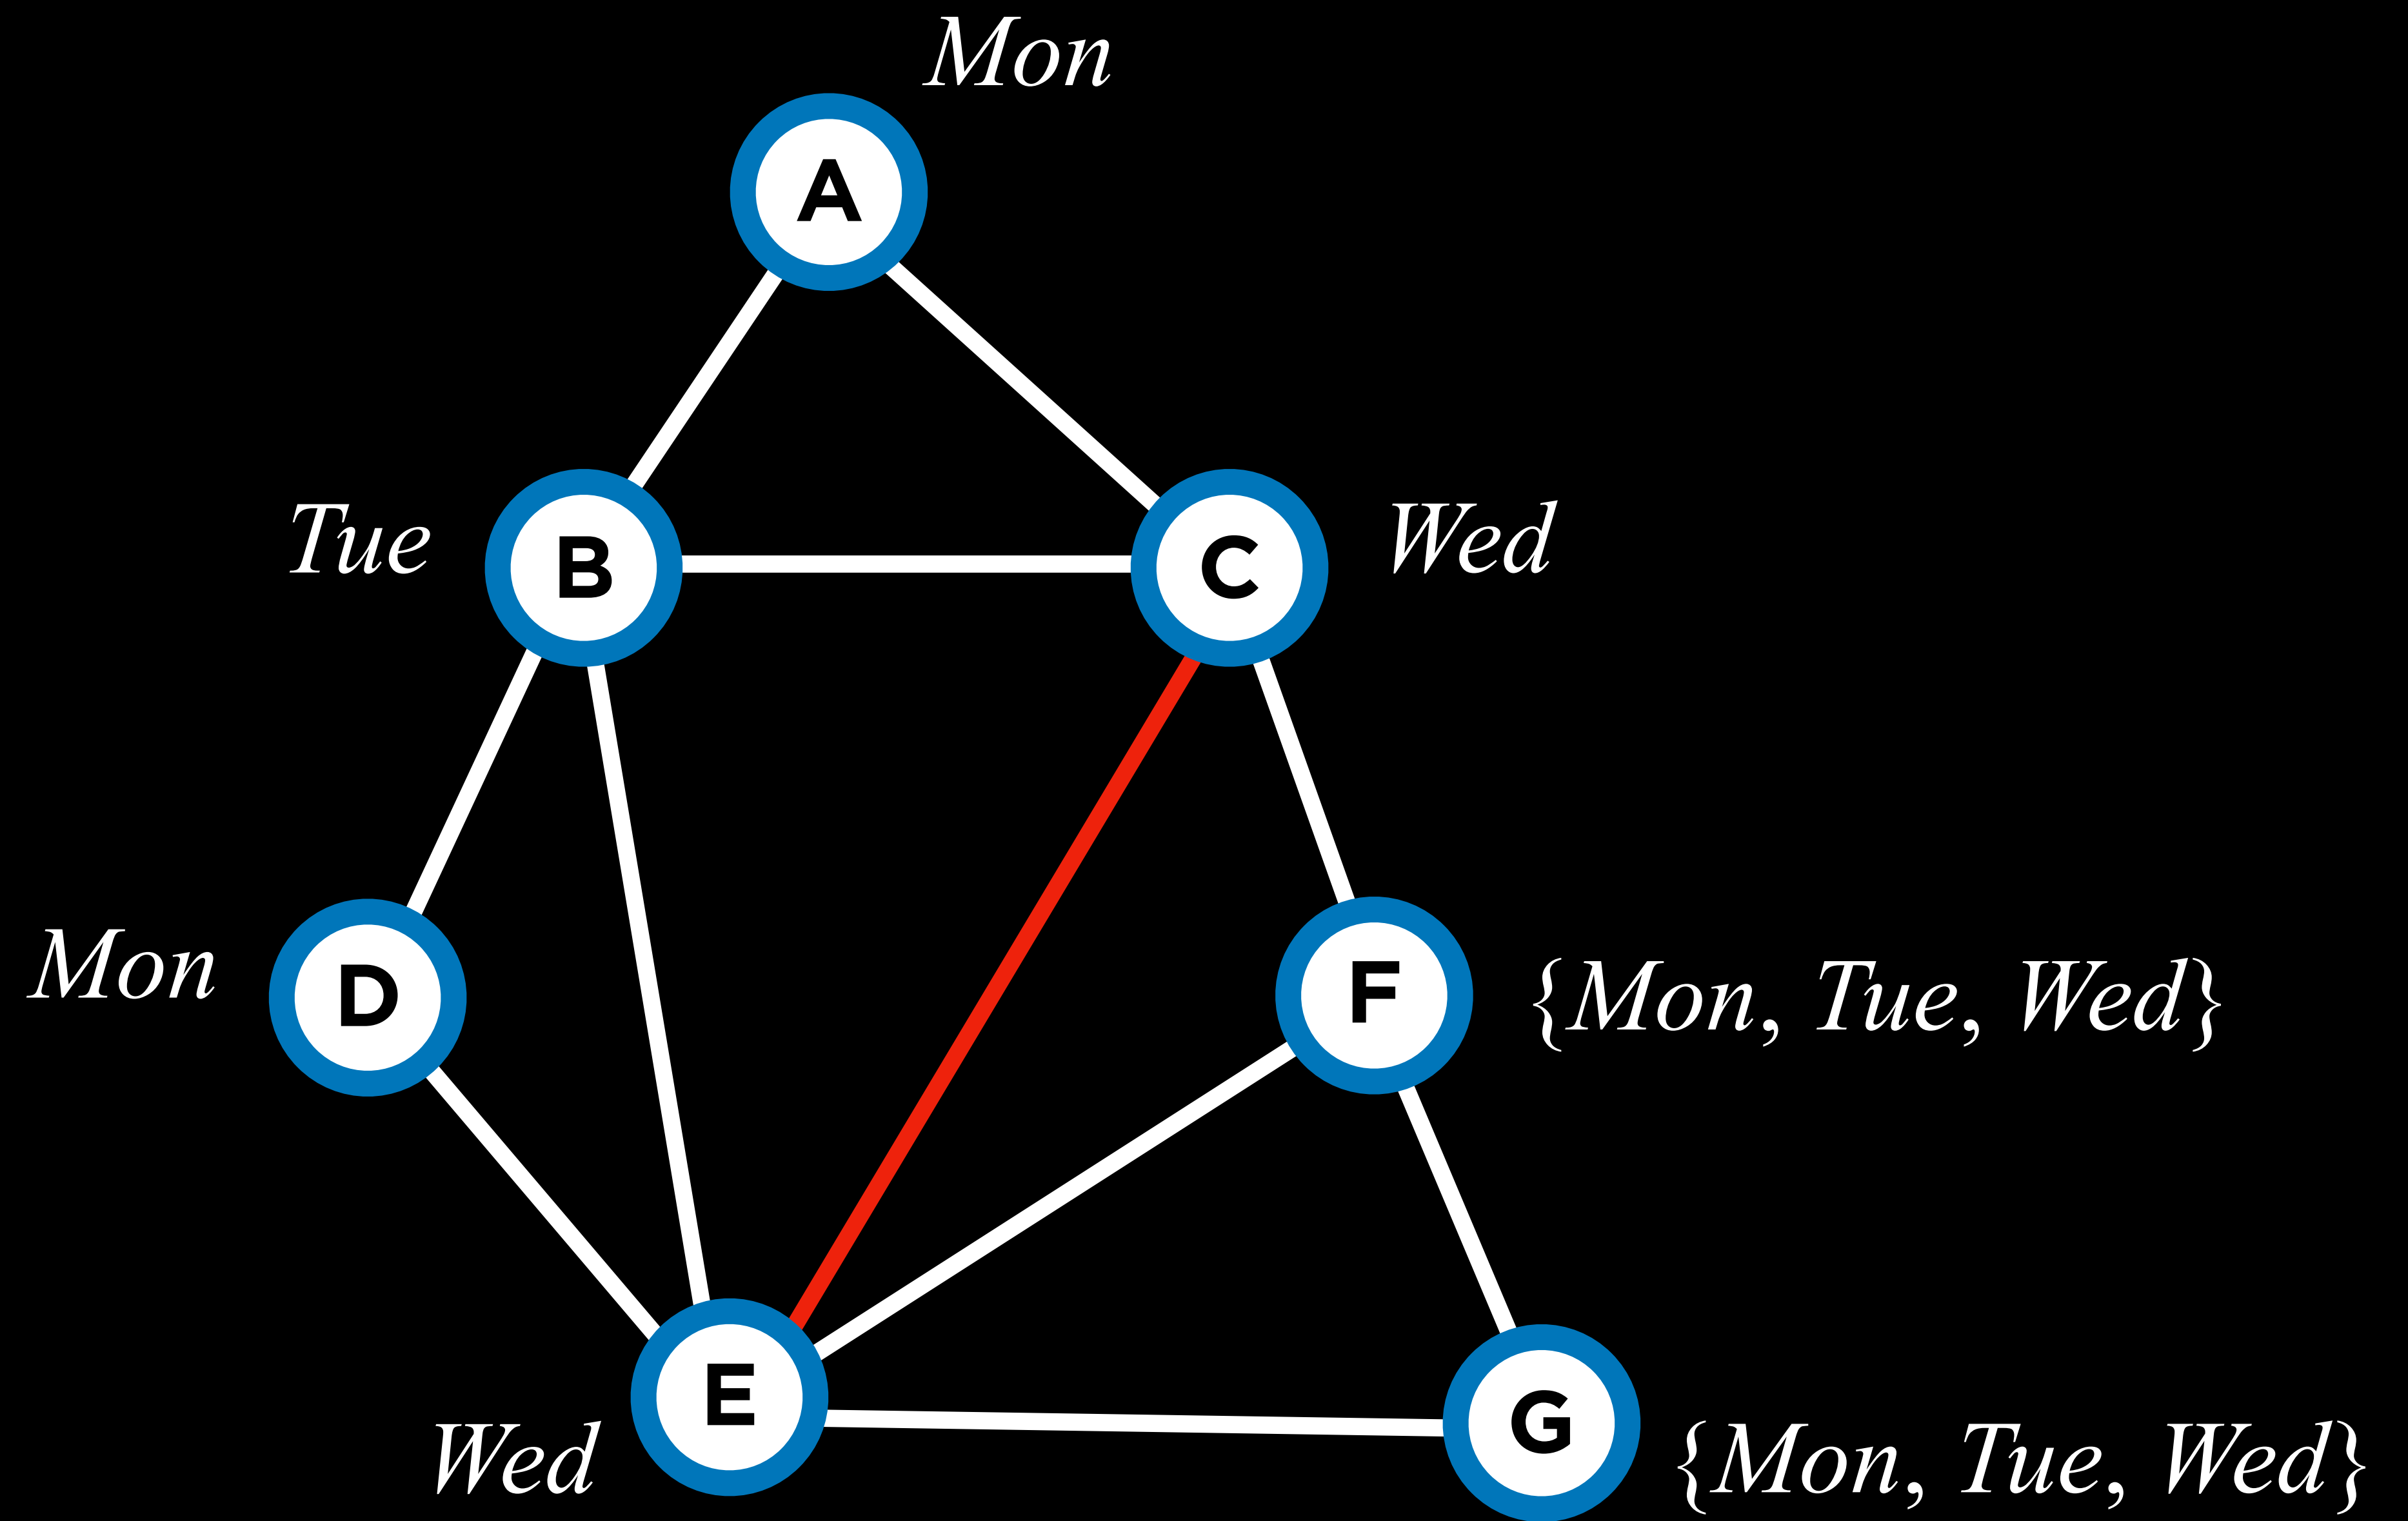 Mon
A
Tue
B
C
Wed
Mon
D
F
{Mon, Tue, Wed}
E
Wed
G
{Mon, Tue, Wed}